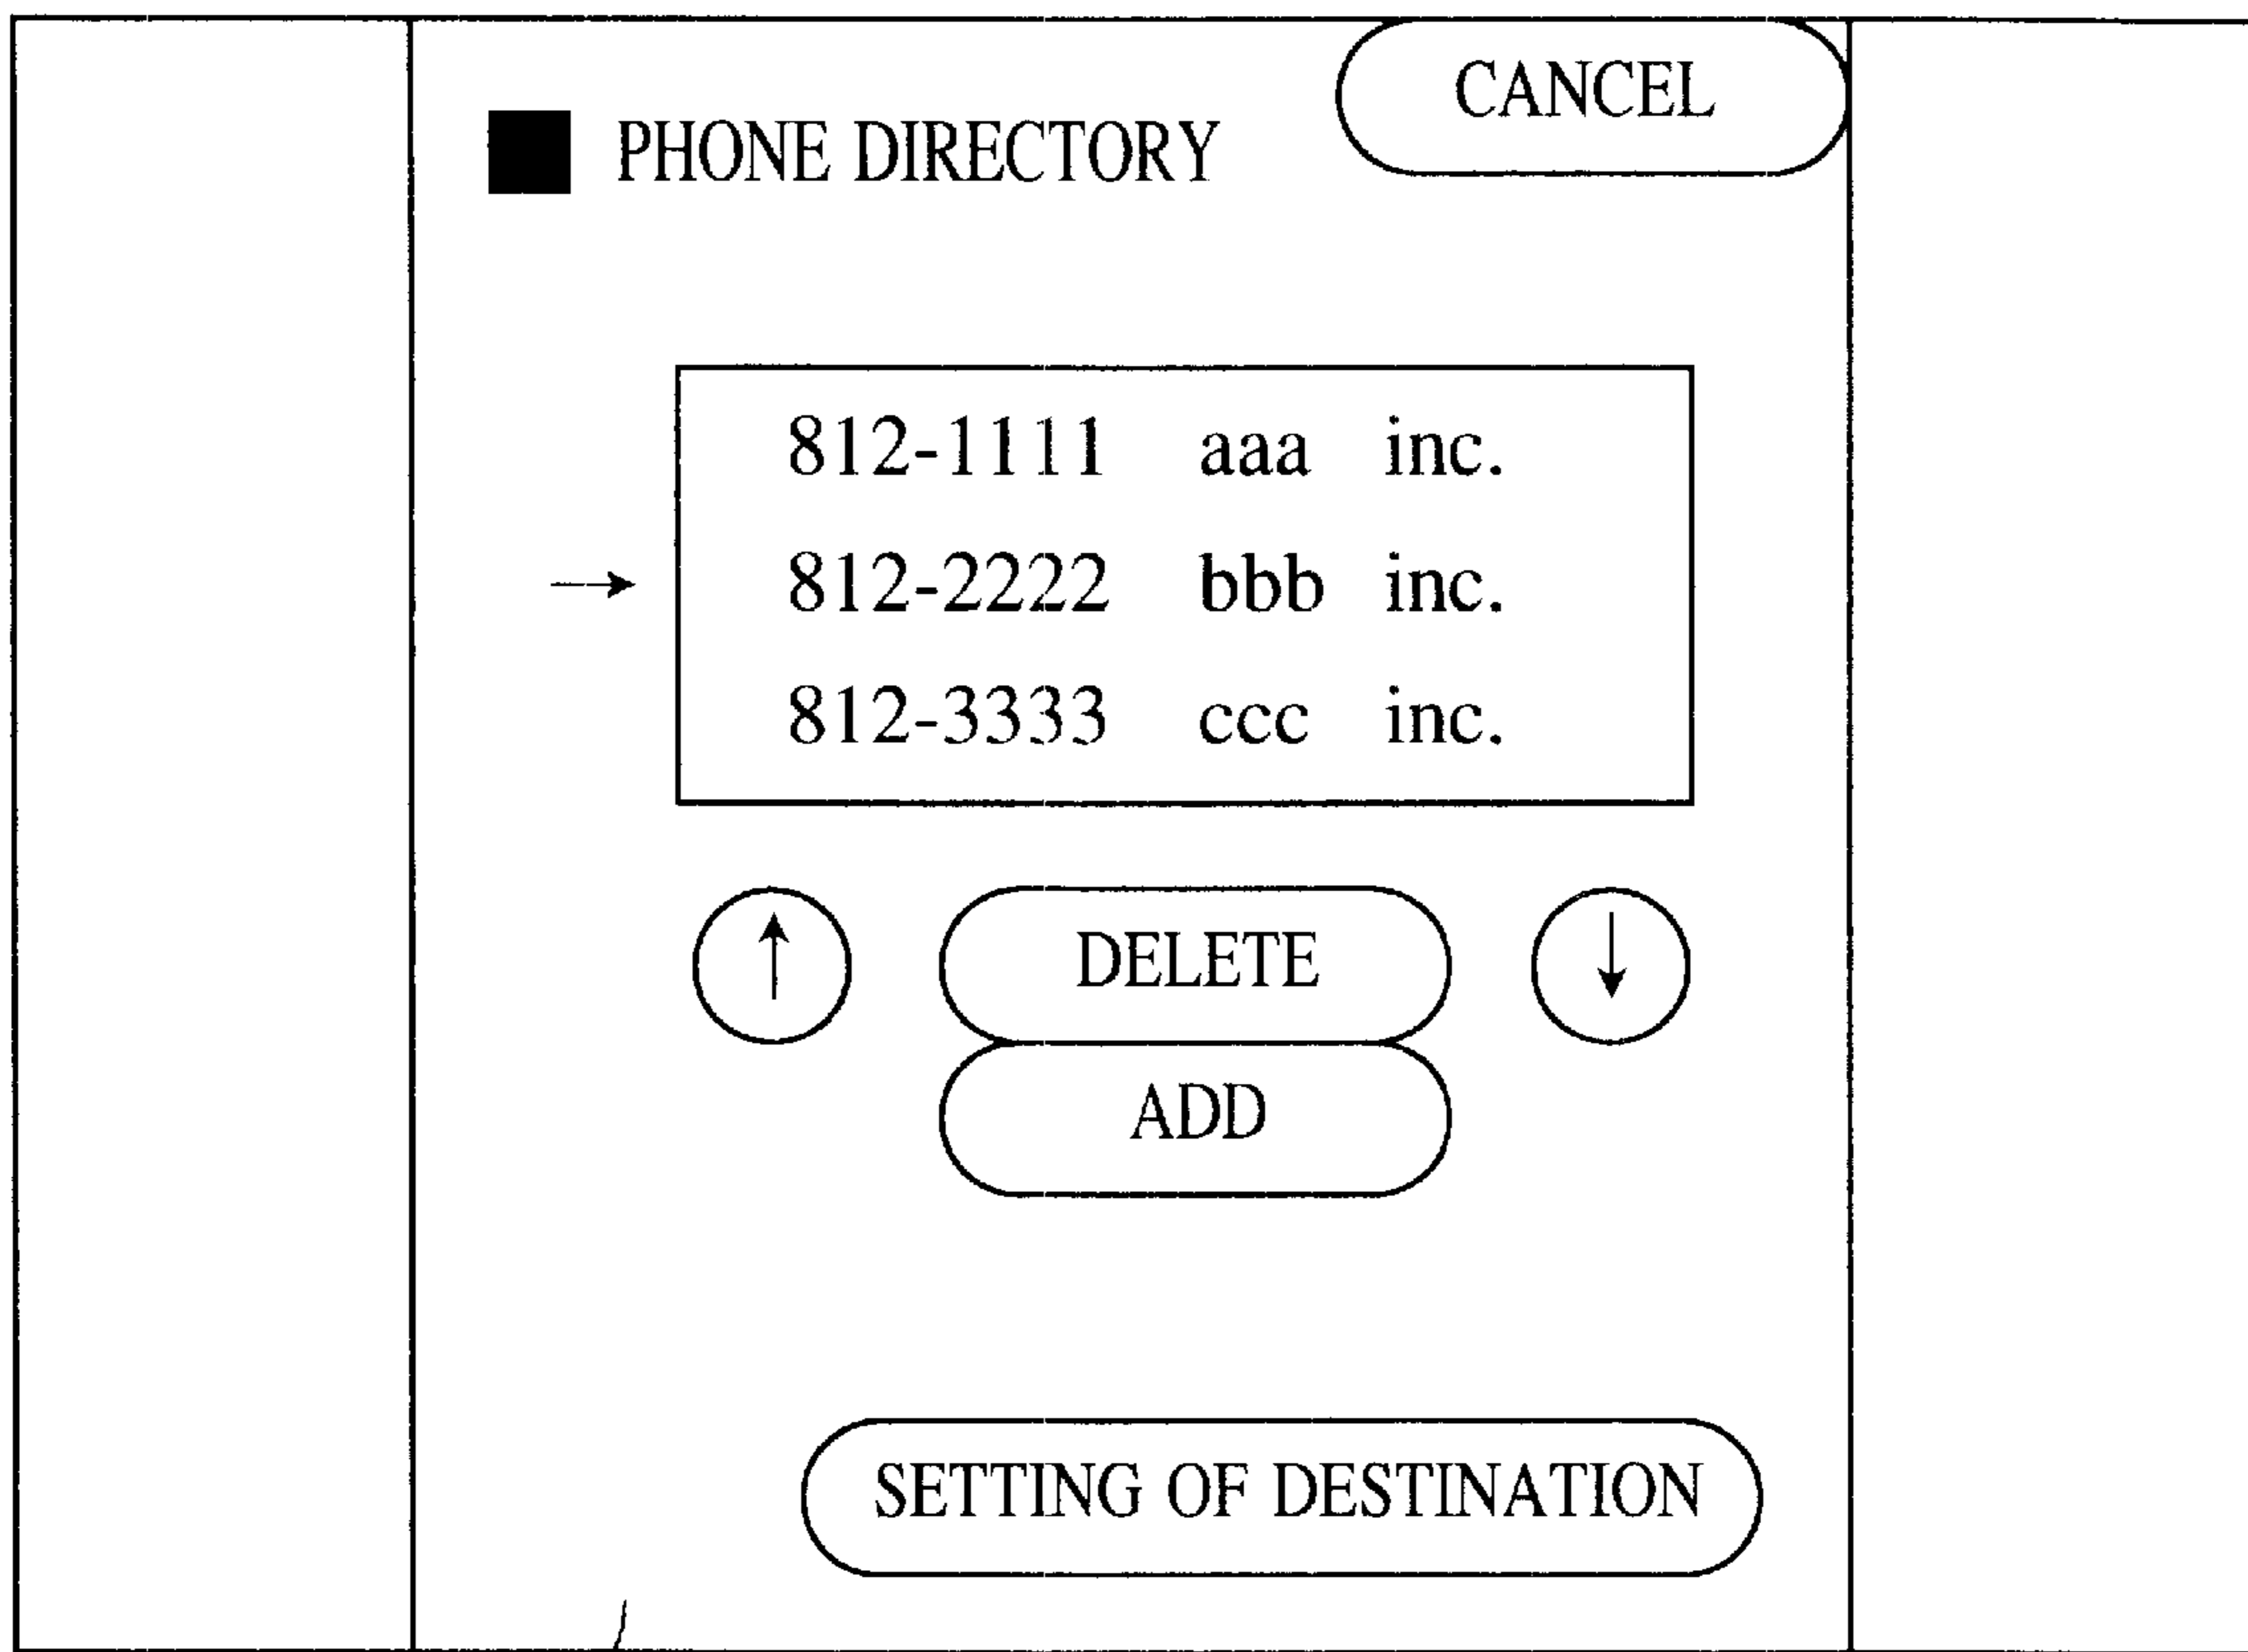 CANCEL
■ PHONE DIRECTORY
812-1111 aaa inc.
→ 812-2222 bbb inc.
812-3333 ccc inc.
↑ DELETE ↓
ADD
SETTING OF DESTINATION